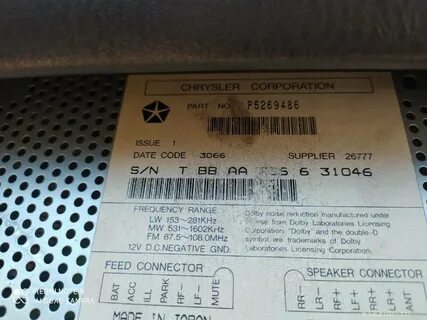 CHRYSLER CORPORATION
PART NO. P5269486
ISSUE 1
DATE CODE 3066 SUPPLIER 26777
S/N T BB AA 6 31046
FREQUENCY RANGE:
LW 153~281KHz
MW 531~1602KHz
FM 87.5~108.0MHz
12V D.C. NEGATIVE GND.
Dolby noise reduction manufactured under
license from Dolby Laboratories Licensing
Corporation. "Dolby" and the double-D
symbol are trademarks of Dolby
Laboratories Licensing Corporation.
FEED CONNECTOR
SPEAKER CONNECTOR
BAT
ACC
ILL
PARK
RF
LF-
MUTE
RR-
LR-
RF+
LF+
RR+
LR+
ANT
MADE IN JAPAN